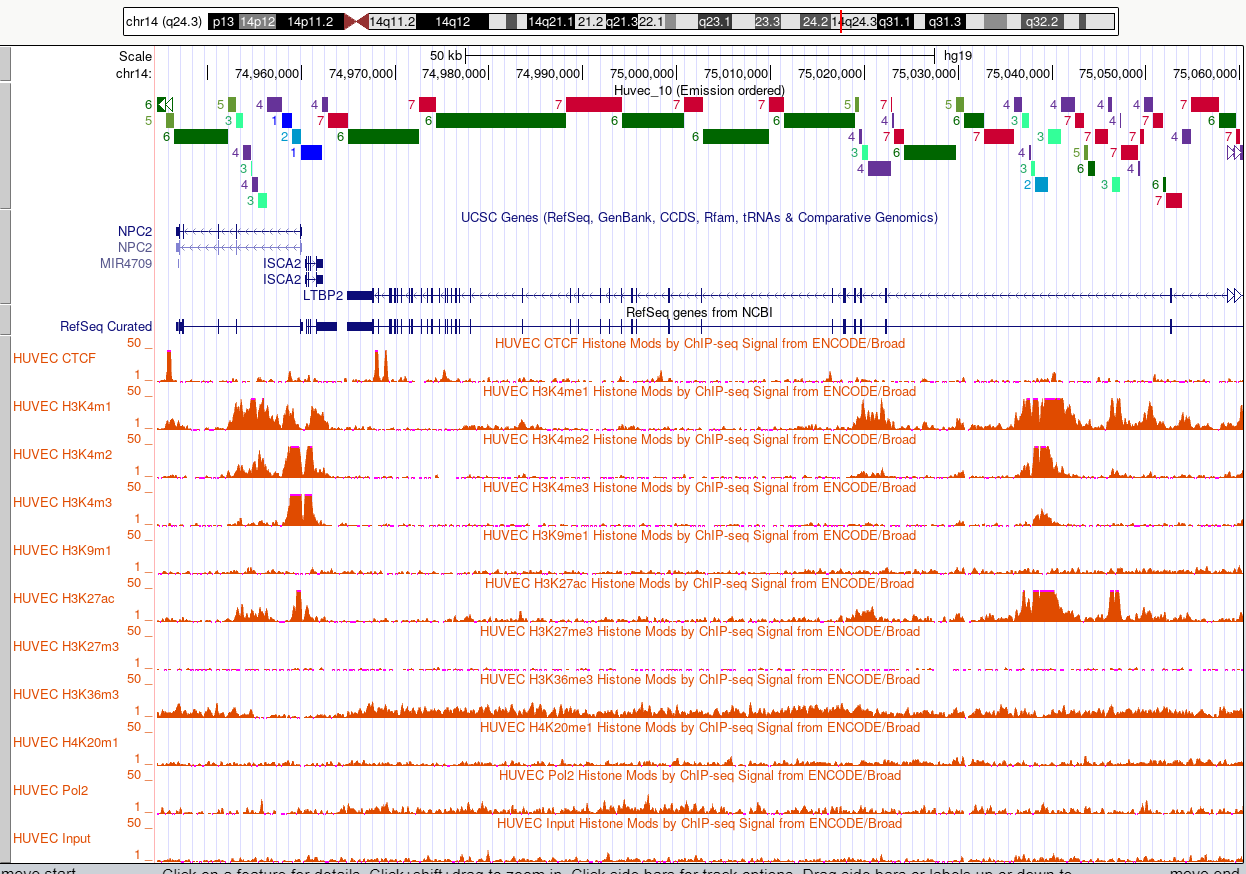 chr14 (q24.3) p13 14p12 14p11.2 14q11.2 14q12 14q21.1 21.2 q21.3 22.1 q23.1 23.3 24.2 14q24.3 q31.1 q31.3 q32.2
Scale 50 kb hg19
chr14: 74,960,000 74,970,000 74,980,000 74,990,000 75,000,000 75,010,000 75,020,000 75,030,000 75,040,000 75,050,000 75,060,000
Huvec_10 (Emission ordered)
6 5 4 4 7 7 7 7 5 7 5 4 4 4 4 7
5 3 1 7 6 6 6 4 6 3 7 4 7 6
6 2 6 6 4 7 7 3 7 4 7
4 1 3 6 4 5 7
3 4 3 6 4
4 2 3 6
3 7
UCSC Genes (RefSeq, GenBank, CCDS, Rfam, tRNAs & Comparative Genomics)
NPC2
NPC2
MIR4709 ISCA2
ISCA2
LTBP2
RefSeq genes from NCBI
RefSeq Curated
50 _ HUVEC CTCF Histone Mods by ChIP-seq Signal from ENCODE/Broad
HUVEC CTCF
1 _
50 _ HUVEC H3K4me1 Histone Mods by ChIP-seq Signal from ENCODE/Broad
HUVEC H3K4m1
1 _
50 _ HUVEC H3K4me2 Histone Mods by ChIP-seq Signal from ENCODE/Broad
HUVEC H3K4m2
1 _
50 _ HUVEC H3K4me3 Histone Mods by ChIP-seq Signal from ENCODE/Broad
HUVEC H3K4m3
1 _
50 _ HUVEC H3K9me1 Histone Mods by ChIP-seq Signal from ENCODE/Broad
HUVEC H3K9m1
1 _
50 _ HUVEC H3K27ac Histone Mods by ChIP-seq Signal from ENCODE/Broad
HUVEC H3K27ac
1 _
50 _ HUVEC H3K27me3 Histone Mods by ChIP-seq Signal from ENCODE/Broad
HUVEC H3K27m3
1 _
50 _ HUVEC H3K36me3 Histone Mods by ChIP-seq Signal from ENCODE/Broad
HUVEC H3K36m3
1 _
50 _ HUVEC H4K20me1 Histone Mods by ChIP-seq Signal from ENCODE/Broad
HUVEC H4K20m1
1 _
50 _ HUVEC Pol2 Histone Mods by ChIP-seq Signal from ENCODE/Broad
HUVEC Pol2
1 _
50 _ HUVEC Input Histone Mods by ChIP-seq Signal from ENCODE/Broad
HUVEC Input
1 _
move start Click on a feature for details. Click+shift+drag to zoom in. Click side bars for track options. Drag side bars or labels up or down to move end